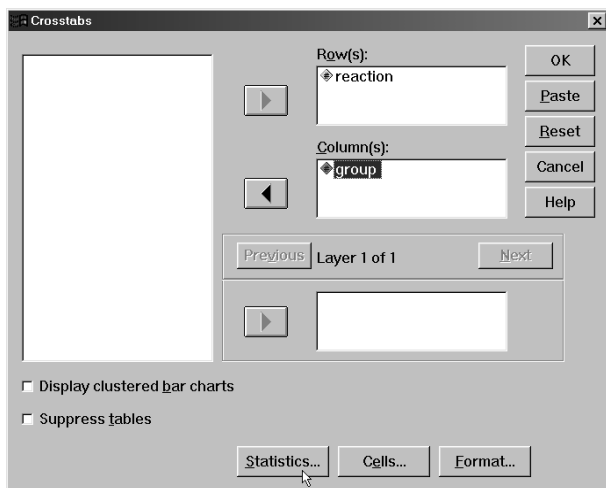 Crosstabs
Row(s):
reaction
Column(s):
group
OK
Paste
Reset
Cancel
Help
Previous
Layer 1 of 1
Next
Display clustered bar charts
Suppress tables
Statistics...
Cells...
Format...